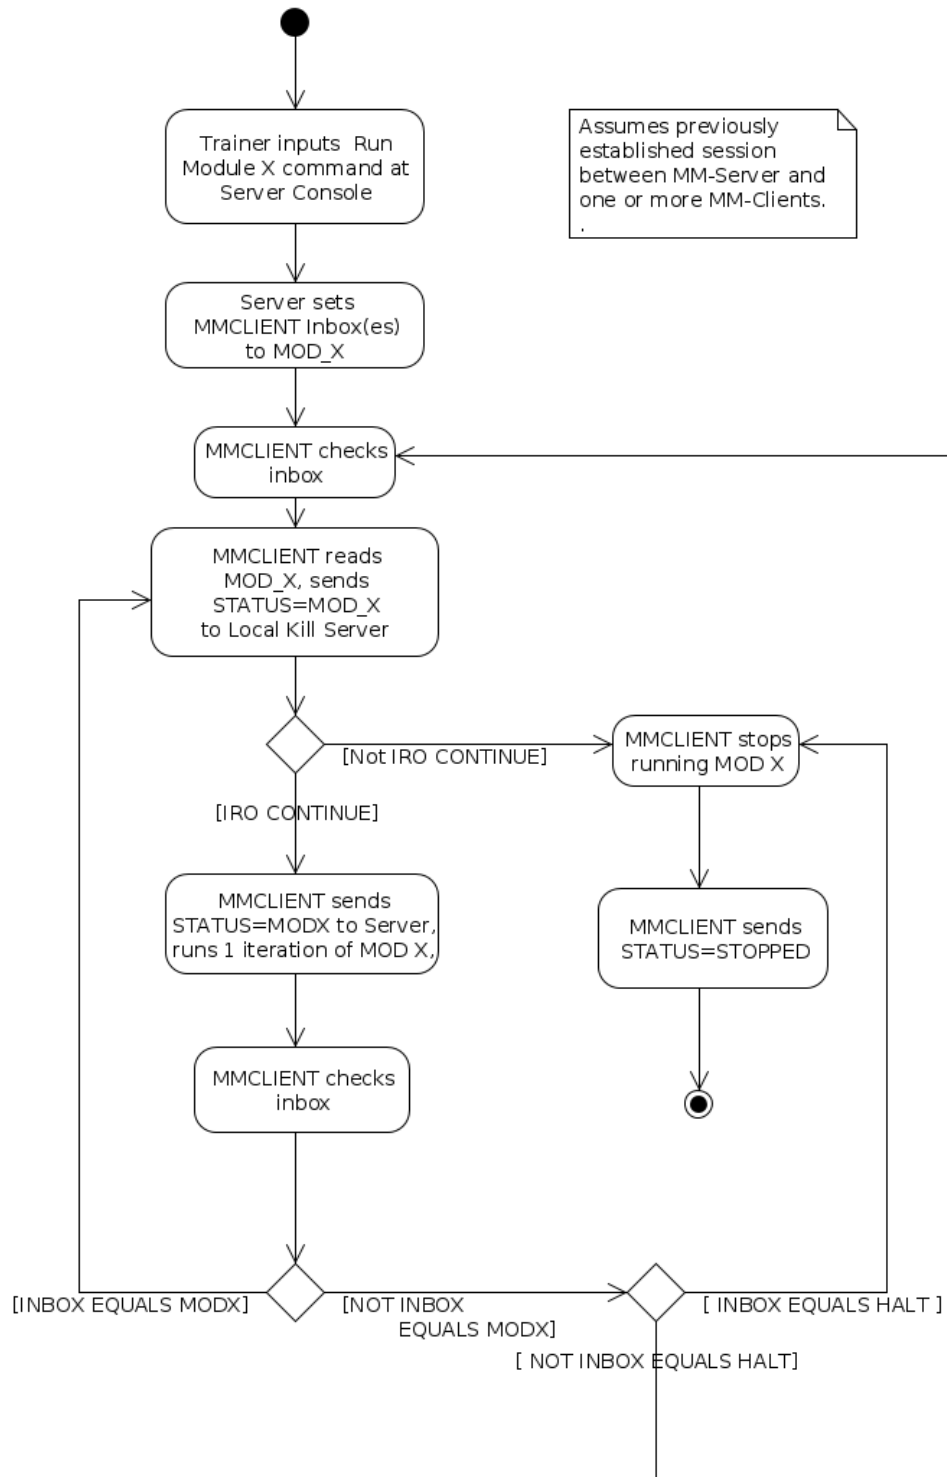 Trainer inputs  Run
Module X command at
Server Console
Assumes previously
established session
between MM-Server and
one or more MM-Clients.
.
Server sets
MMCLIENT Inbox(es)
to MOD_X
MMCLIENT checks
inbox
MMCLIENT reads
MOD_X, sends
STATUS=MOD_X
to Local Kill Server
[Not IRO CONTINUE]
MMCLIENT stops
running MOD X
[IRO CONTINUE]
MMCLIENT sends
STATUS=MODX to Server,
runs 1 iteration of MOD X,
MMCLIENT sends
STATUS=STOPPED
MMCLIENT checks
inbox
[INBOX EQUALS MODX]
[NOT INBOX
EQUALS MODX]
[ INBOX EQUALS HALT ]
[ NOT INBOX EQUALS HALT]